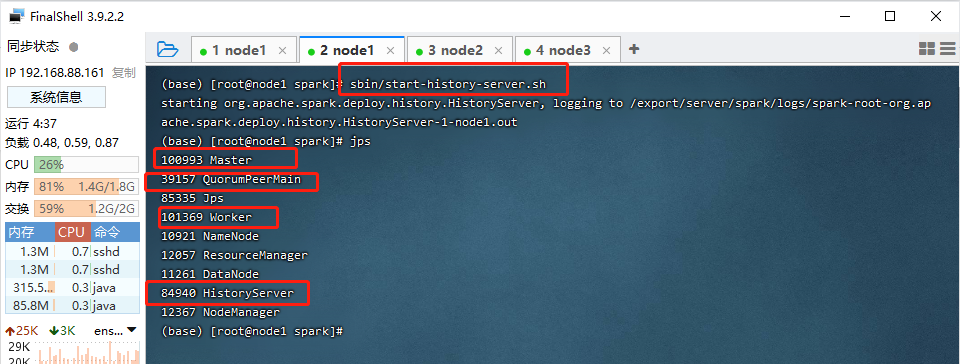 FinalShell 3.9.2.2
同步状态
IP 192.168.88.161 复制
系统信息
运行 4:37
负载 0.48, 0.59, 0.87
CPU 26%
内存 81% 1.4G/1.8G
交换 59% 1.2G/2G
内存 CPU 命令
1.3M 0.7 sshd
1.3M 0.7 sshd
315.5... 0.3 java
85.8M 0.3 java
25K 3K ens...
29K
20K
1 node1
2 node1
3 node2
4 node3
(base) [root@node1 spark]# sbin/start-history-server.sh
starting org.apache.spark.deploy.history.HistoryServer, logging to /export/server/spark/logs/spark-root-org.ap
ache.spark.deploy.history.HistoryServer-1-node1.out
(base) [root@node1 spark]# jps
100993 Master
39157 QuorumPeerMain
85335 Jps
101369 Worker
10921 NameNode
12057 ResourceManager
11261 DataNode
84940 HistoryServer
12367 NodeManager
(base) [root@node1 spark]#